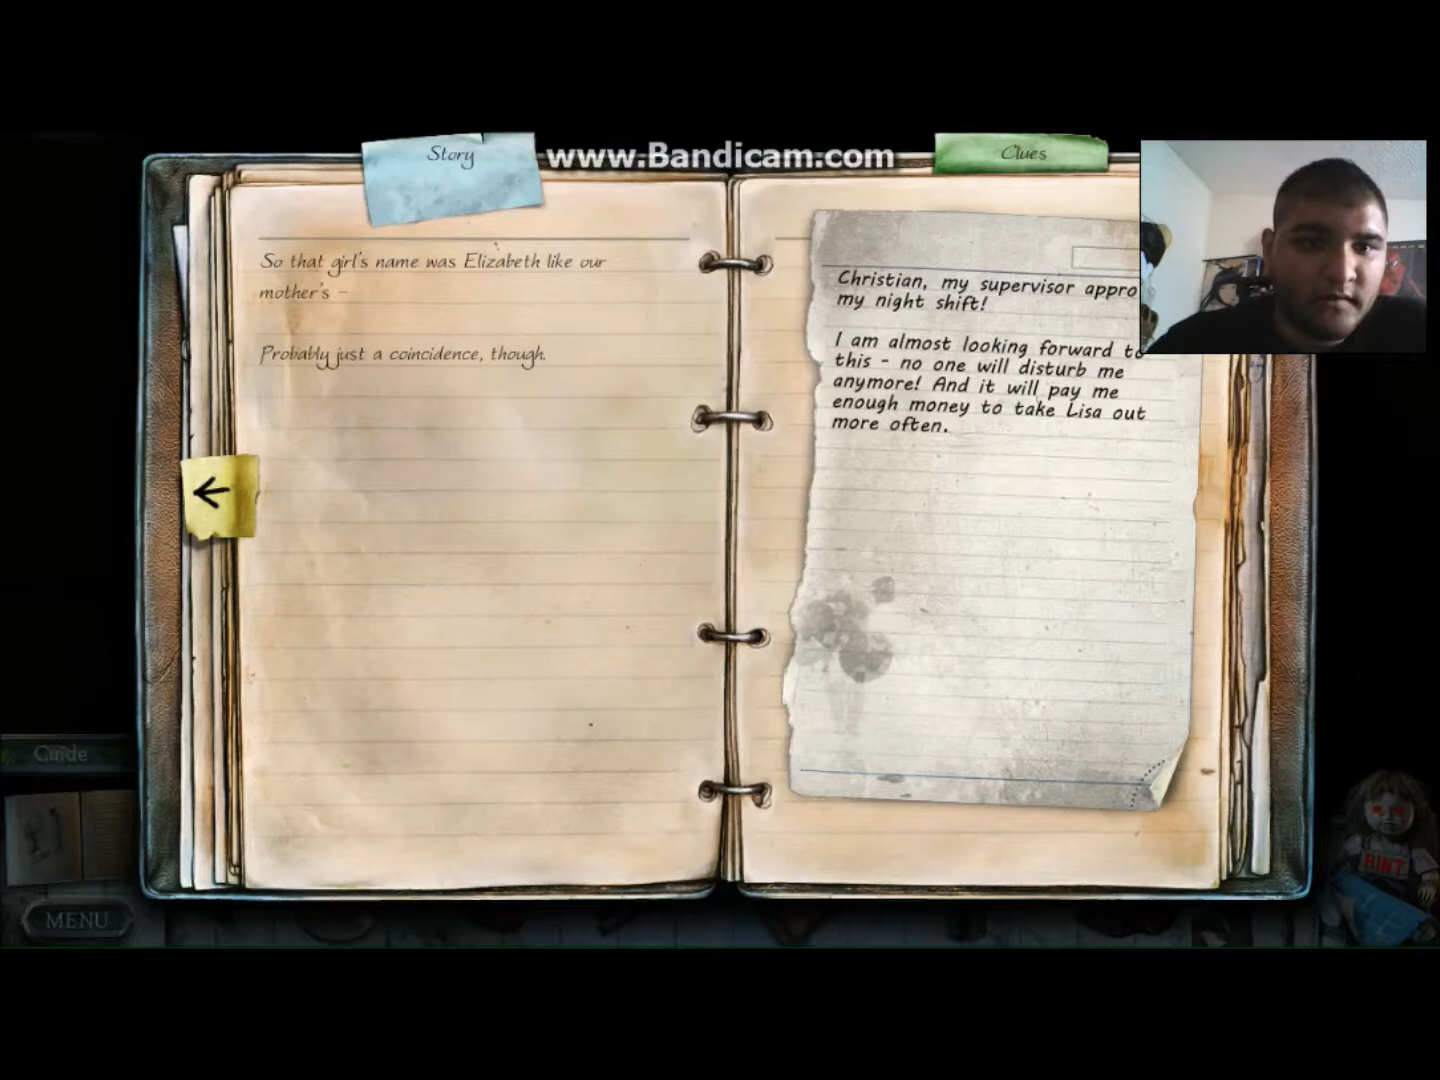 Story
www.Bandicam.com
Clues
So that girl's name was Elizabeth like our
mother's -
Probably just a coincidence, though.
Christian, my supervisor appro
my night shift!
I am almost looking forward to
this - no one will disturb me
anymore! And it will pay me
enough money to take Lisa out
more often.
Guide
HINT
MENU